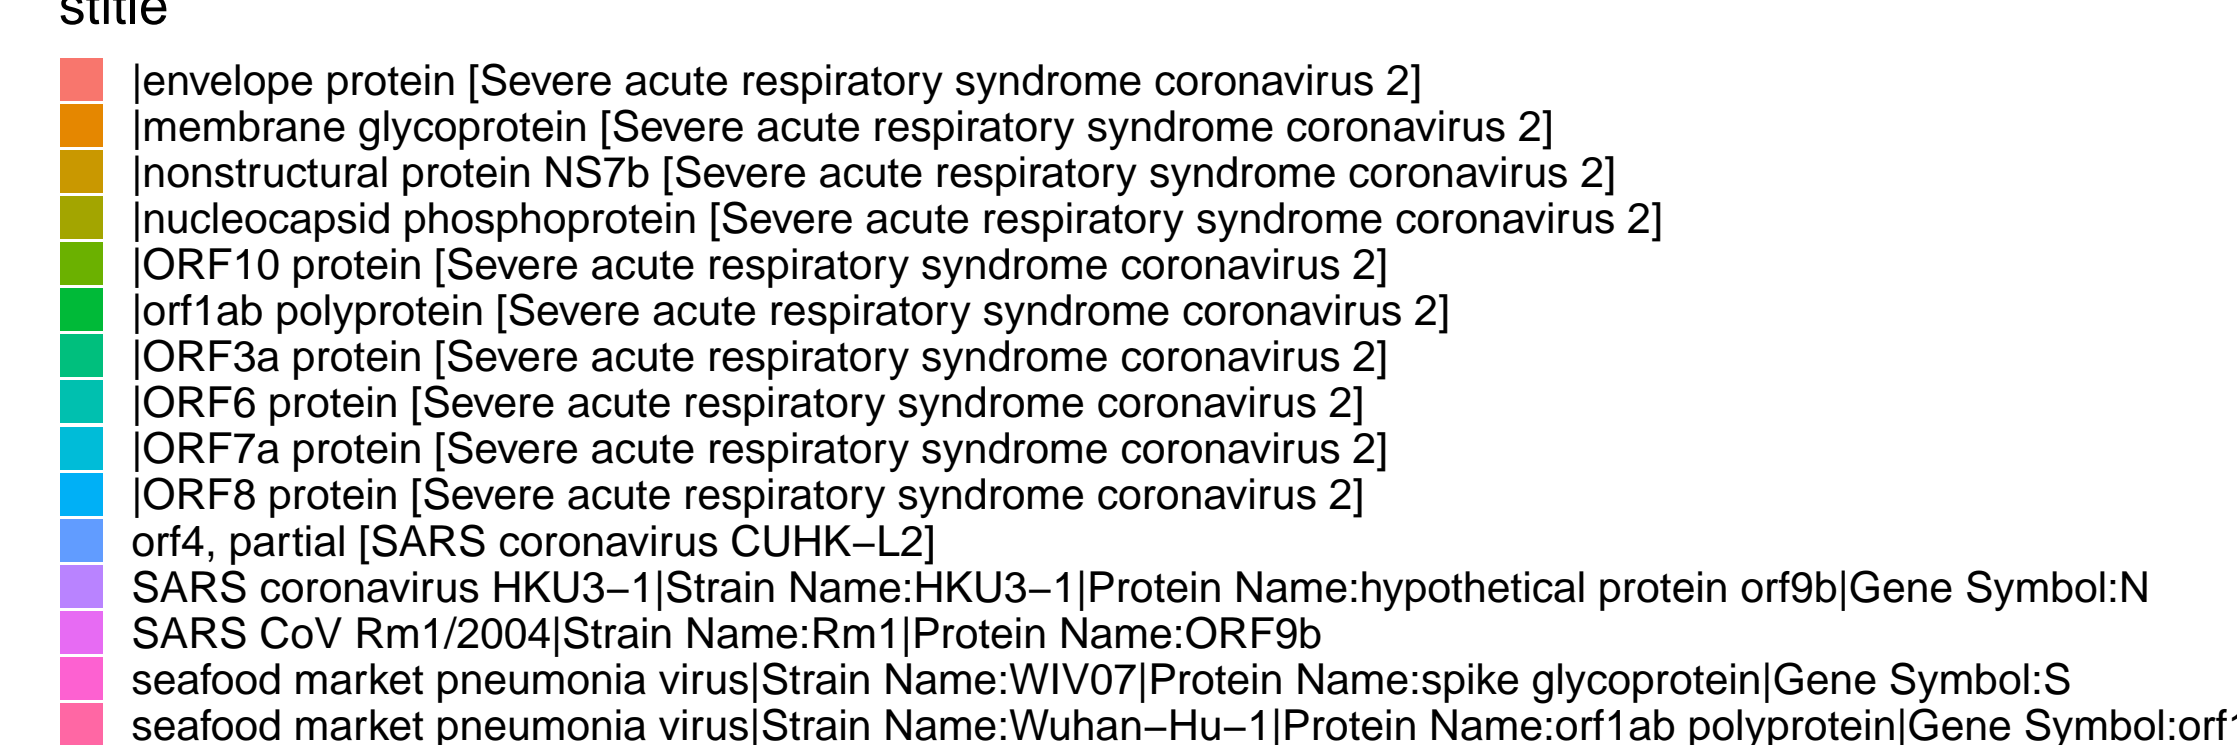 stitle
|envelope protein [Severe acute respiratory syndrome coronavirus 2]
|membrane glycoprotein [Severe acute respiratory syndrome coronavirus 2]
|nonstructural protein NS7b [Severe acute respiratory syndrome coronavirus 2]
|nucleocapsid phosphoprotein [Severe acute respiratory syndrome coronavirus 2]
|ORF10 protein [Severe acute respiratory syndrome coronavirus 2]
|orf1ab polyprotein [Severe acute respiratory syndrome coronavirus 2]
|ORF3a protein [Severe acute respiratory syndrome coronavirus 2]
|ORF6 protein [Severe acute respiratory syndrome coronavirus 2]
|ORF7a protein [Severe acute respiratory syndrome coronavirus 2]
|ORF8 protein [Severe acute respiratory syndrome coronavirus 2]
orf4, partial [SARS coronavirus CUHK−L2]
SARS coronavirus HKU3−1|Strain Name:HKU3−1|Protein Name:hypothetical protein orf9b|Gene Symbol:N
SARS CoV Rm1/2004|Strain Name:Rm1|Protein Name:ORF9b
seafood market pneumonia virus|Strain Name:WIV07|Protein Name:spike glycoprotein|Gene Symbol:S
seafood market pneumonia virus|Strain Name:Wuhan−Hu−1|Protein Name:orf1ab polyprotein|Gene Symbol:orf1